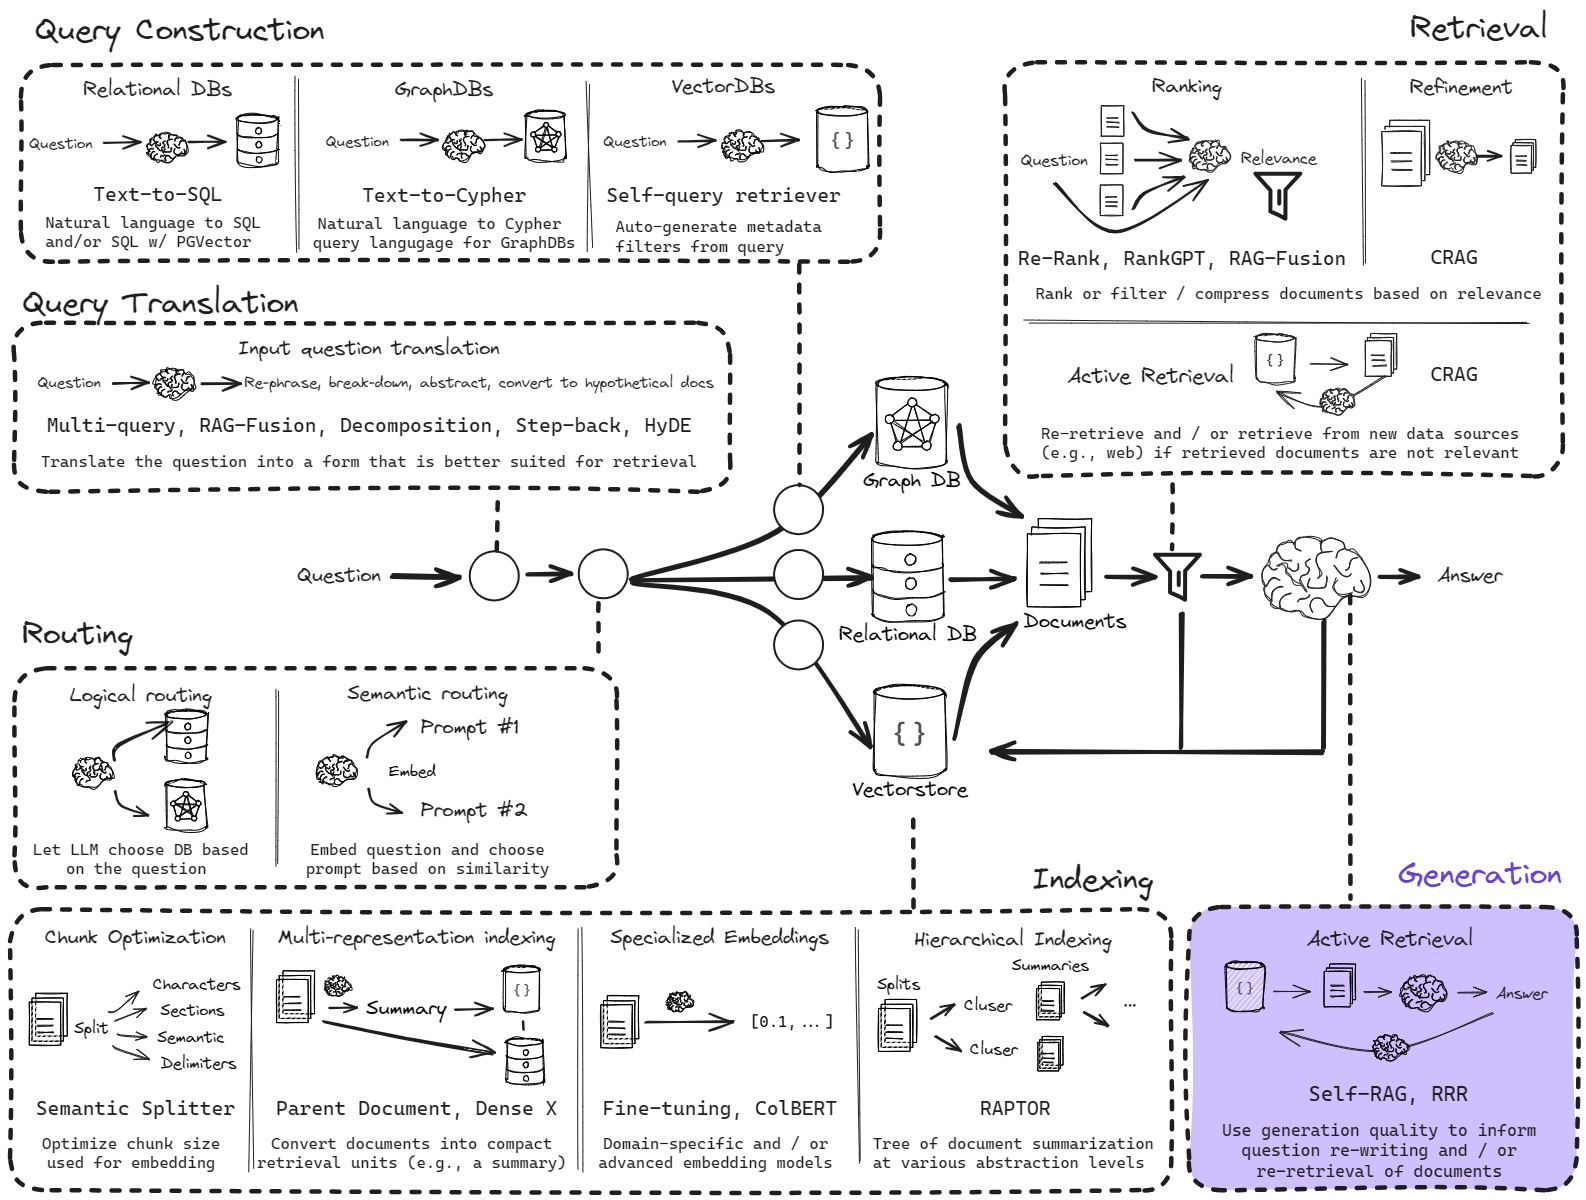 Query Construction
Relational DBs
Question
Text-to-SQL
Natural language to SQL
and/or SQL w/ PGVector
GraphDBs
Question
Text-to-Cypher
Natural language to Cypher
query langugage for GraphDBs
VectorDBs
Question
{}
Self-query retriever
Auto-generate metadata
filters from query
Retrieval
Ranking
Question
Relevance
Re-Rank, RankGPT, RAG-Fusion
Refinement
CRAG
Rank or filter / compress documents based on relevance
Active Retrieval
{}
CRAG
Re-retrieve and / or retrieve from new data sources
(e.g., web) if retrieved documents are not relevant
Query Translation
Input question translation
Question
Re-phrase, break-down, abstract, convert to hypothetical docs
Multi-query, RAG-Fusion, Decomposition, Step-back, HyDE
Translate the question into a form that is better suited for retrieval
Question
Graph DB
Relational DB
{}
Vectorstore
Documents
Answer
Routing
Logical routing
Let LLM choose DB based
on the question
Semantic routing
Prompt #1
Embed
Prompt #2
Embed question and choose
prompt based on similarity
Indexing
Chunk Optimization
Split
Characters
Sections
Semantic
Delimiters
Semantic Splitter
Optimize chunk size
used for embedding
Multi-representation indexing
Summary
{}
Parent Document, Dense X
Convert documents into compact
retrieval units (e.g., a summary)
Specialized Embeddings
[0.1, ...]
Fine-tuning, ColBERT
Domain-specific and / or
advanced embedding models
Hierarchical Indexing
Splits
Summaries
Cluser
Cluser
...
RAPTOR
Tree of document summarization
at various abstraction levels
Generation
Active Retrieval
{}
Answer
Self-RAG, RRR
Use generation quality to inform
question re-writing and / or
re-retrieval of documents